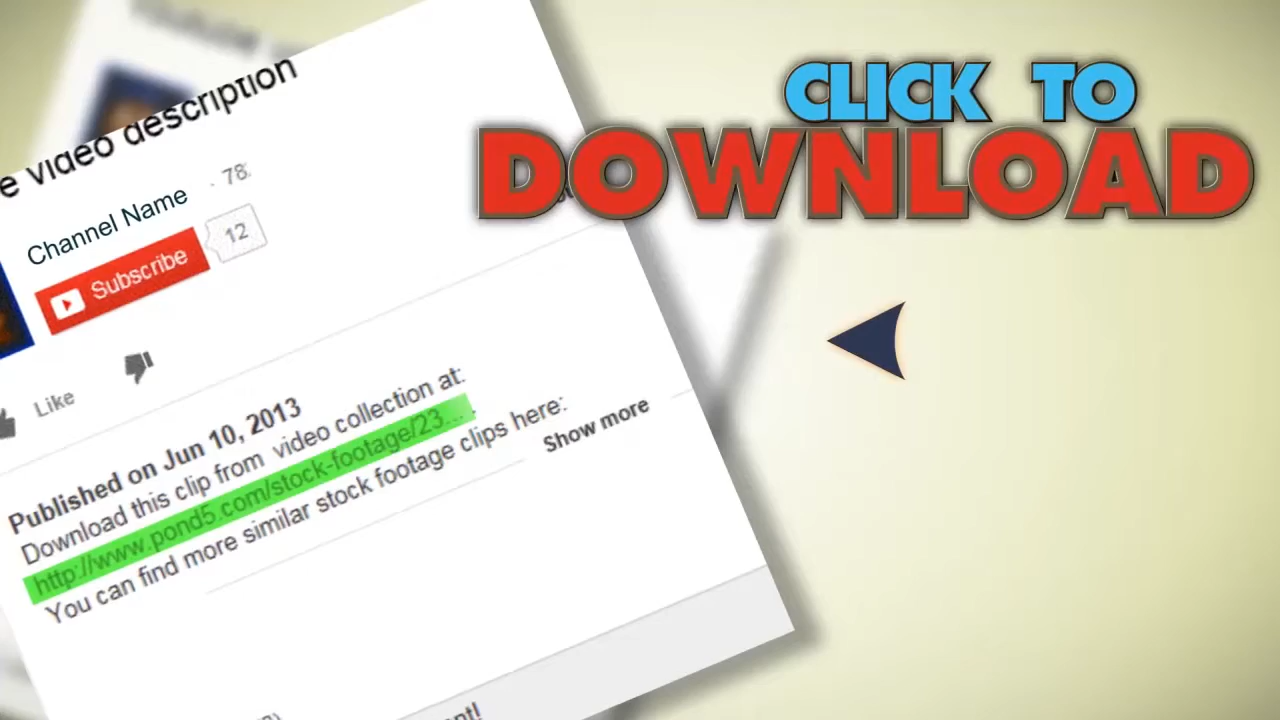 CLICK TO
DOWNLOAD
e video description
Channel Name
78
Subscribe
12
Like
Published on Jun 10, 2013
Download this clip from video collection at:
http://www.pond5.com/stock-footage/23...
You can find more similar stock footage clips here:
Show more